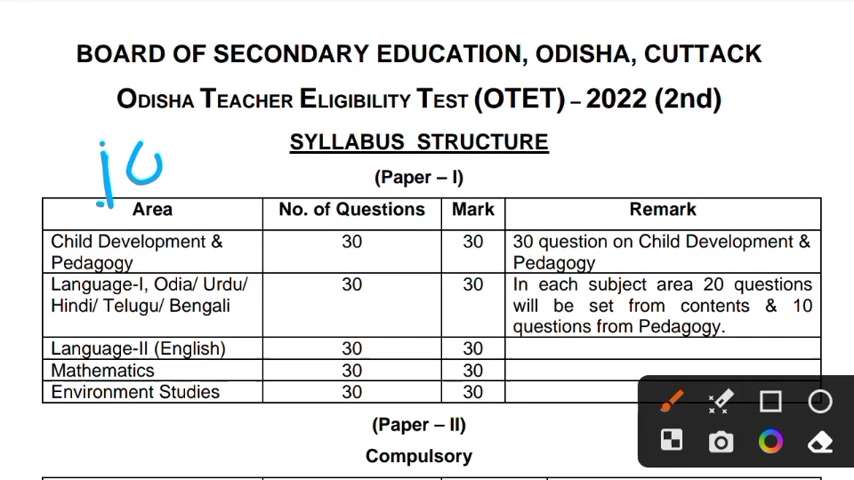 BOARD OF SECONDARY EDUCATION, ODISHA, CUTTACK
ODISHA TEACHER ELIGIBILITY TEST (OTET) – 2022 (2nd)
SYLLABUS STRUCTURE
(Paper – I)
Area No. of Questions Mark Remark
Child Development & 30 30 30 question on Child Development &
Pedagogy Pedagogy
Language-I, Odia/ Urdu/ 30 30 In each subject area 20 questions
Hindi/ Telugu/ Bengali will be set from contents & 10
questions from Pedagogy.
Language-II (English) 30 30
Mathematics 30 30
Environment Studies 30 30
(Paper – II)
Compulsory